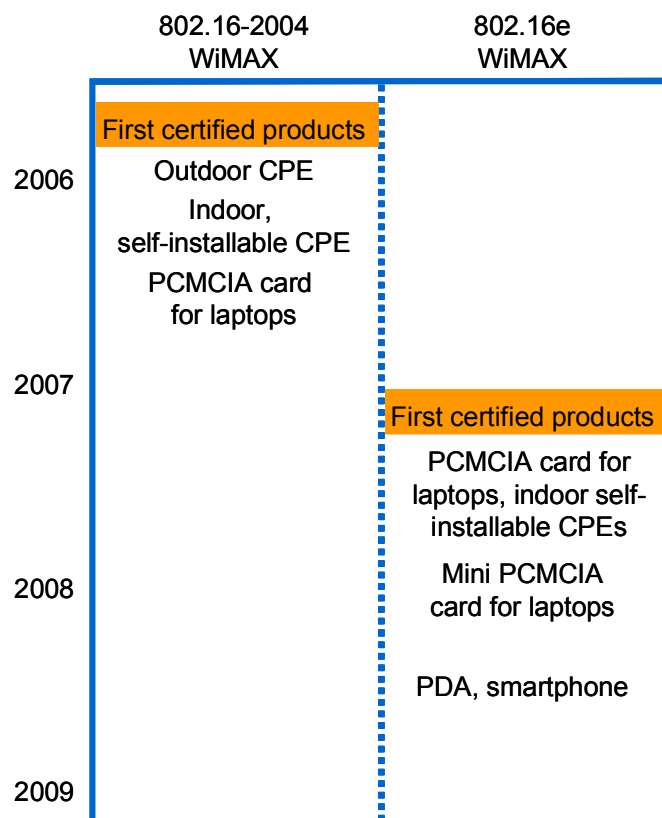 802.16-2004
WiMAX
802.16e
WiMAX
First certified products
2006
Outdoor CPE
Indoor,
self-installable CPE
PCMCIA card
for laptops
2007
First certified products
PCMCIA card for
laptops, indoor self-
installable CPEs
2008
Mini PCMCIA
card for laptops
PDA, smartphone
2009